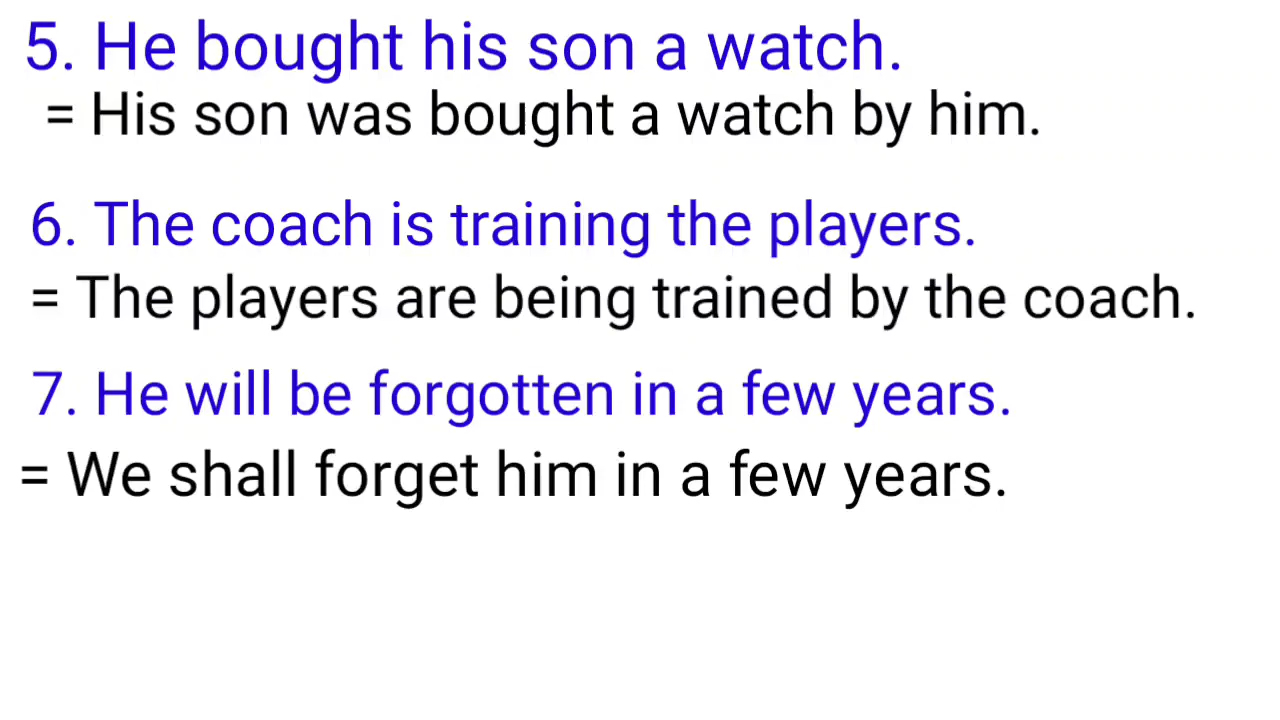 5. He bought his son a watch.
= His son was bought a watch by him.
6. The coach is training the players.
= The players are being trained by the coach.
7. He will be forgotten in a few years.
= We shall forget him in a few years.